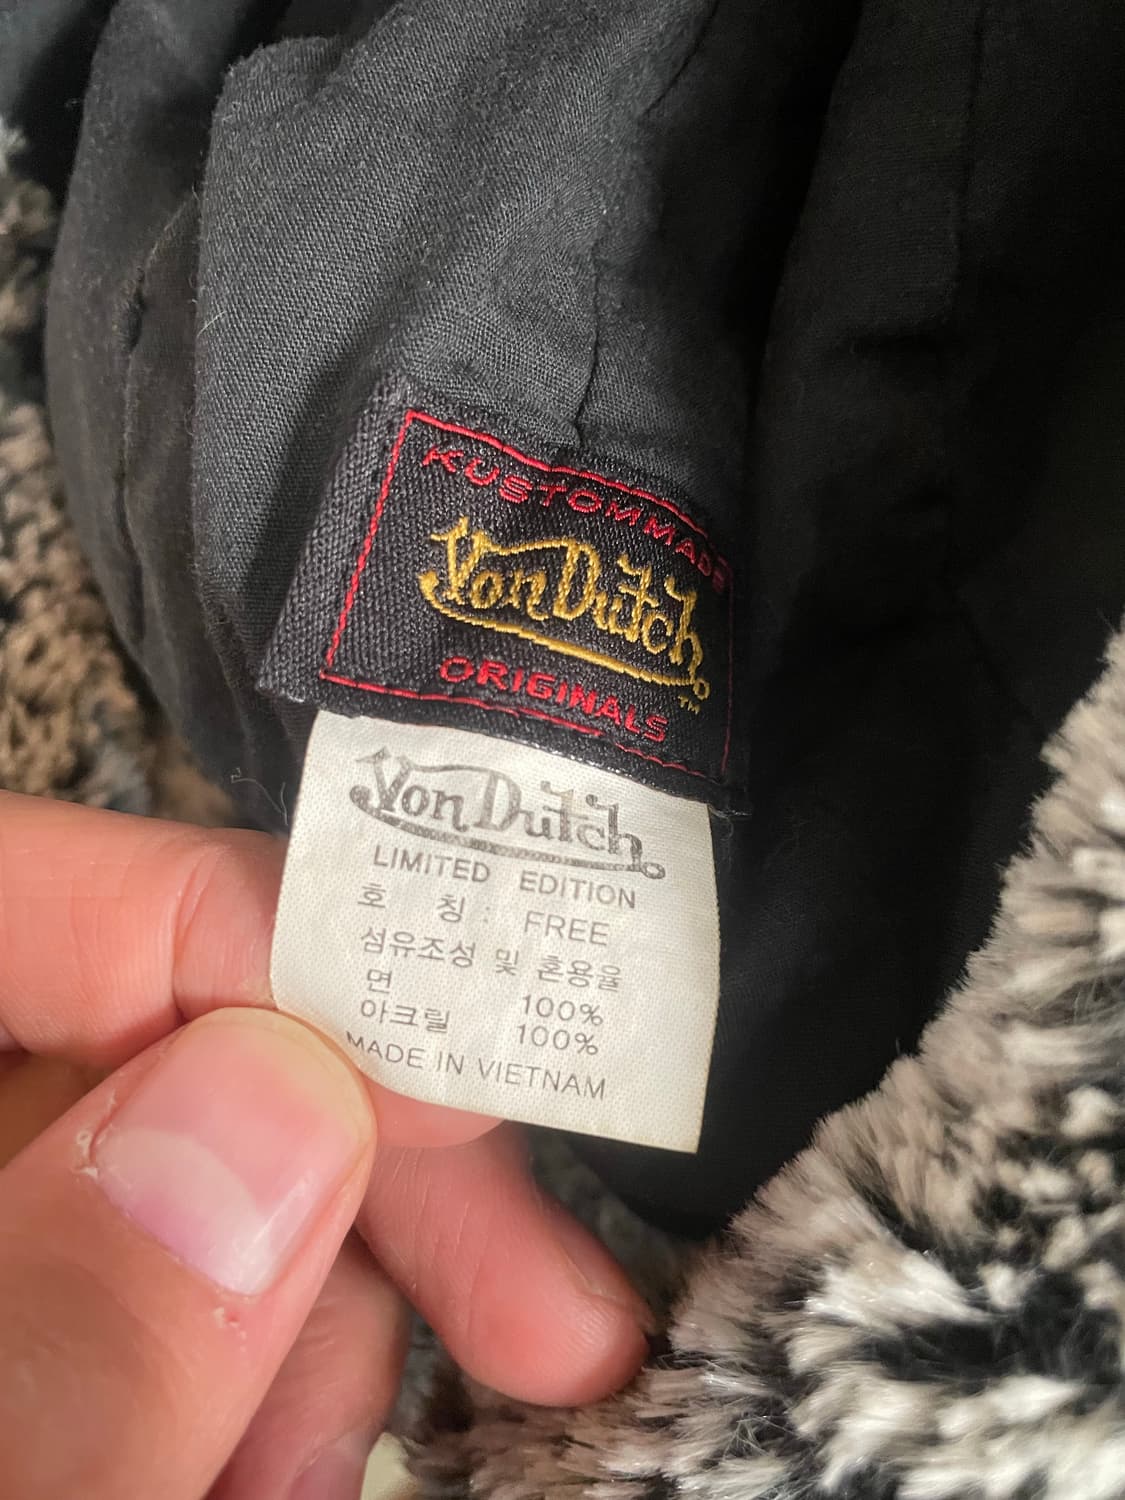 KUSTOMMADE
Von Dutch
ORIGINALS
™
Von Dutch
LIMITED EDITION
호 칭 : FREE
섬유조성 및 혼용율
면 100%
아크릴 100%
MADE IN VIETNAM